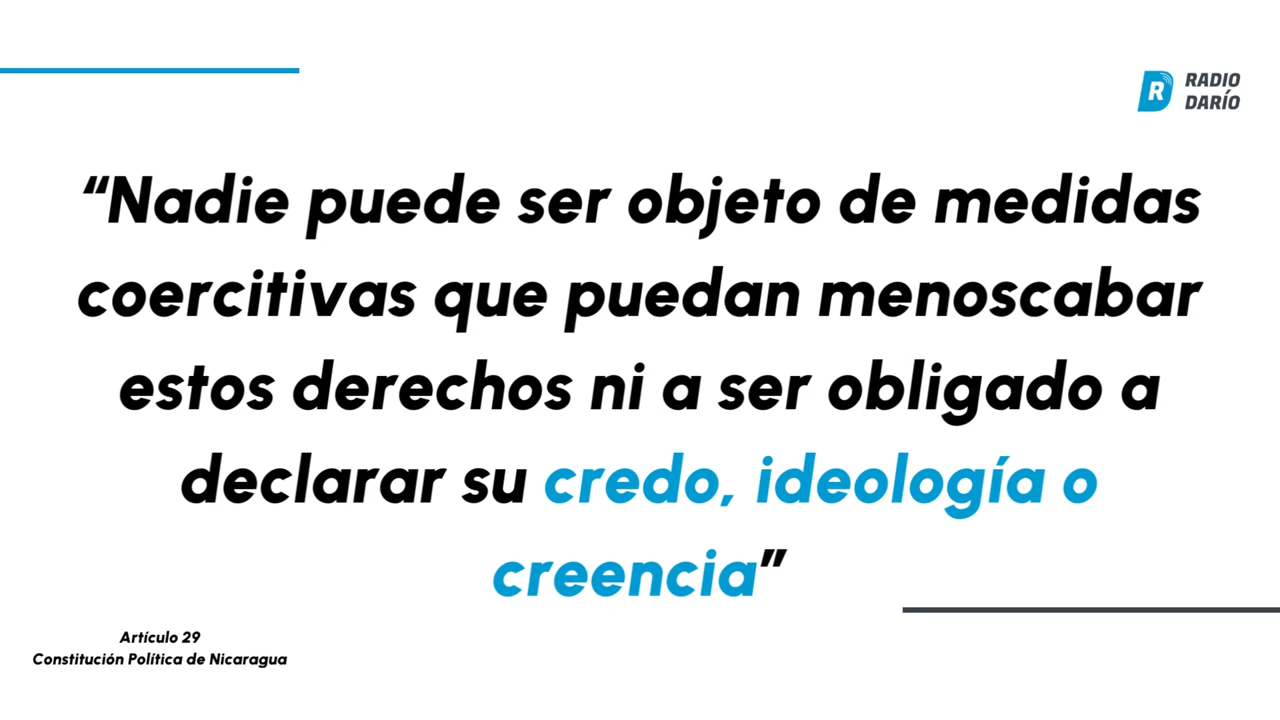 RADIO
DARÍO
“Nadie puede ser objeto de medidas
coercitivas que puedan menoscabar
estos derechos ni a ser obligado a
declarar su credo, ideología o
creencia”
Artículo 29
Constitución Política de Nicaragua